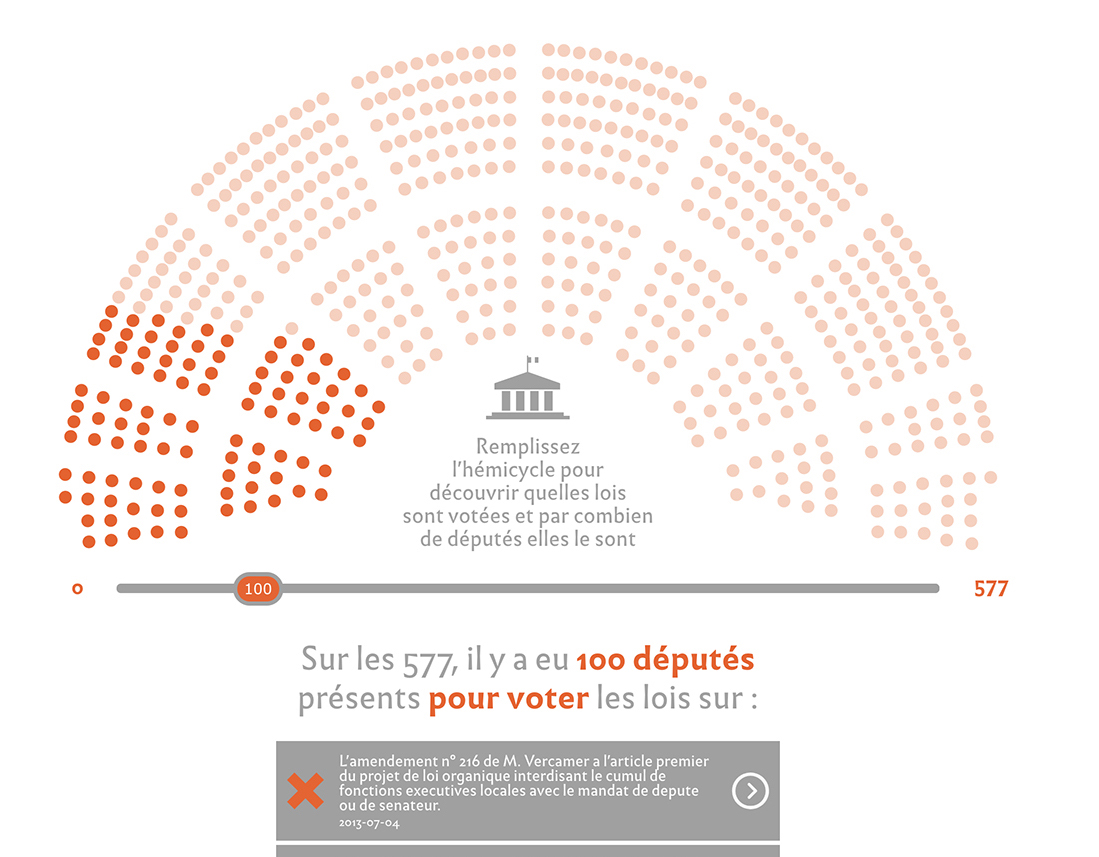 Remplissez
l'hémicycle pour
découvrir quelles lois
sont votées et par combien
de députés elles le sont
0
100
577
Sur les 577, il y a eu 100 députés
présents pour voter les lois sur :
L'amendement n° 216 de M. Vercamer a l'article premier
du projet de loi organique interdisant le cumul de
fonctions executives locales avec le mandat de depute
ou de senateur.
2013-07-04